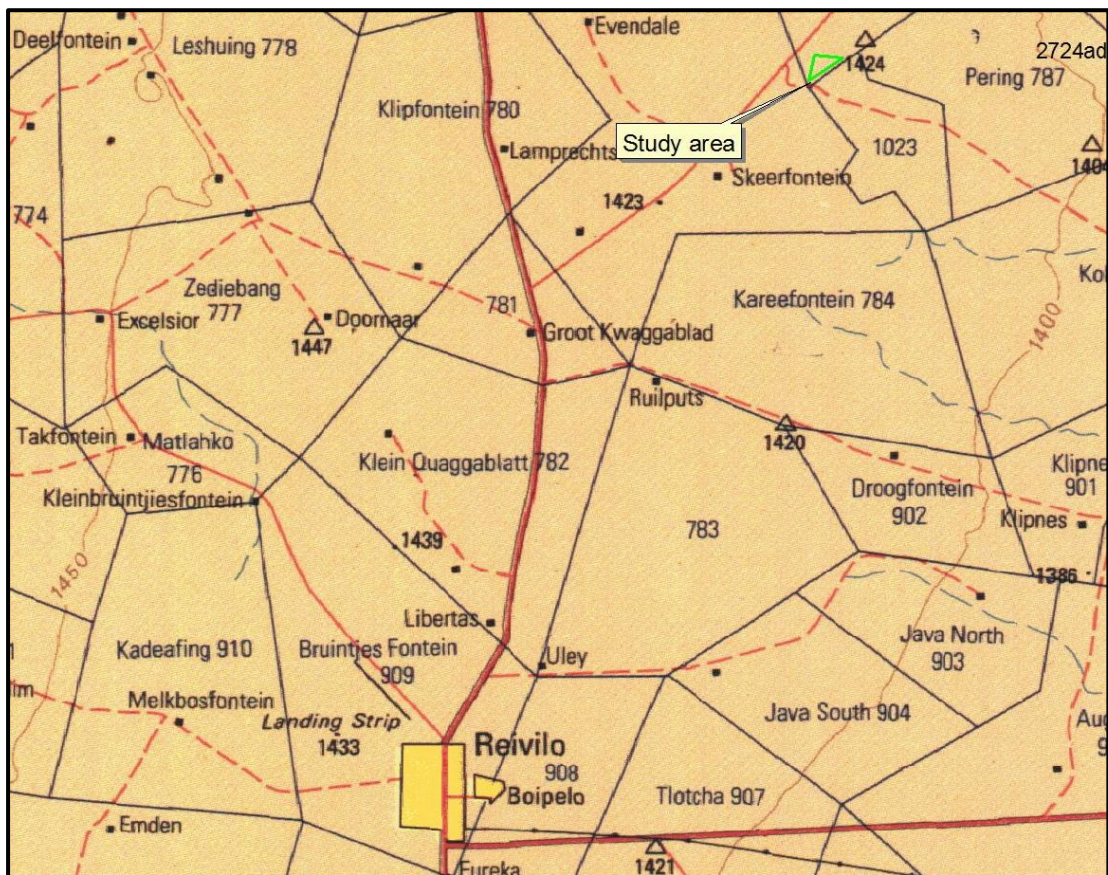 Deelfontein
Leshuing 778
Evendale
1424
2724ad
Pering 787
Klipfontein 780
Study area
Lamprechts
1023
1404
Skeerfontein
774
1423
Zediebang
777
781
Kareefontein 784
Excelsior
Doornaar
1447
Groot Kwaggablad
1400
Ruilputs
Takfontein
Matlahko
776
1420
Klein Quaggablatt 782
Klipne
901
Kleinbruintjiesfontein
Droogfontein
902
783
Klipnes
1439
1450
1386
Libertas
Kadeafing 910
Bruintjes Fontein
909
Java North
903
Uley
Melkbosfontein
Landing Strip
1433
Java South 904
Reivilo
908
Boipelo
Tlotcha 907
Emden
Eureka
1421